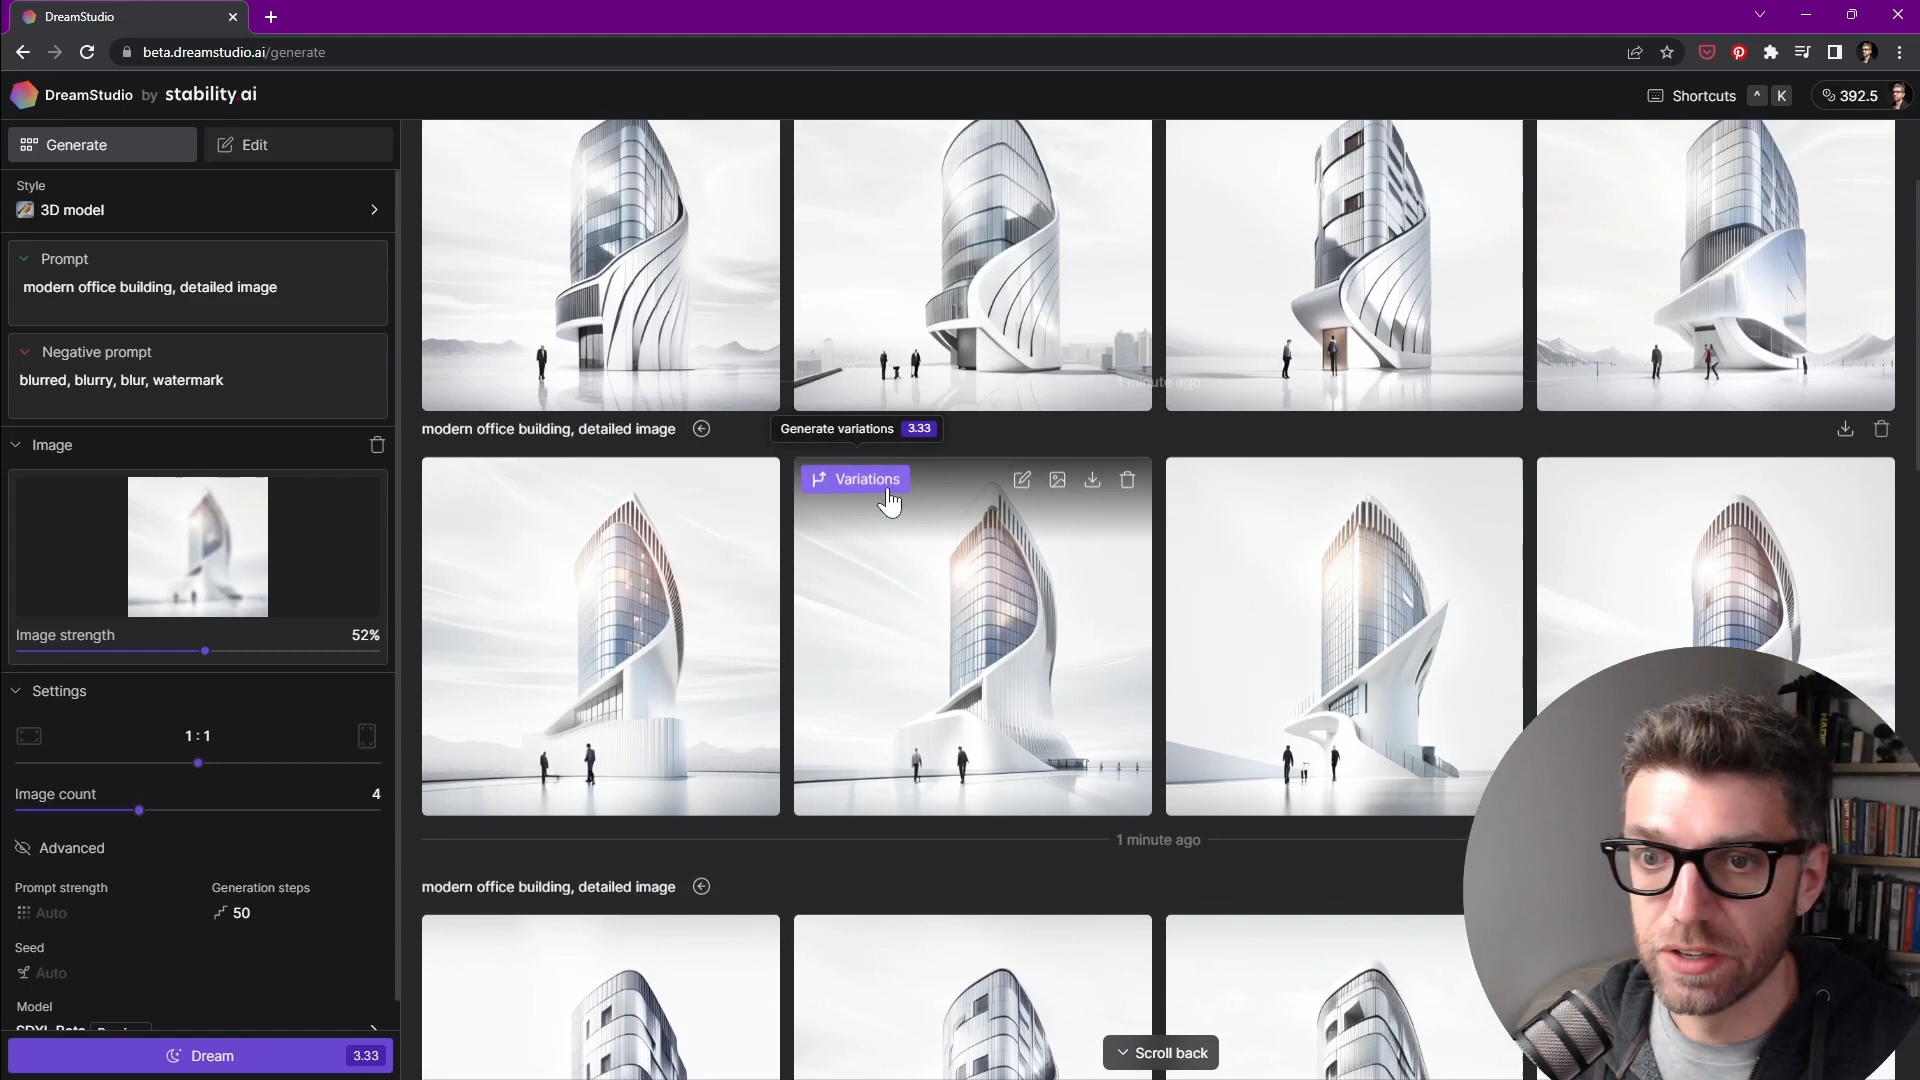 DreamStudio
beta.dreamstudio.ai/generate
DreamStudio by stability.ai
Shortcuts ^ K
392.5
Generate
Edit
Style
3D model
Prompt
modern office building, detailed image
Negative prompt
blurred, blurry, blur, watermark
Image
Image strength 52%
Settings
1 : 1
Image count 4
Advanced
Prompt strength
Generation steps
Auto
50
Seed
Auto
Model
Dream 3.33
1 minute ago
modern office building, detailed image
Generate variations 3.33
Variations
1 minute ago
modern office building, detailed image
Scroll back